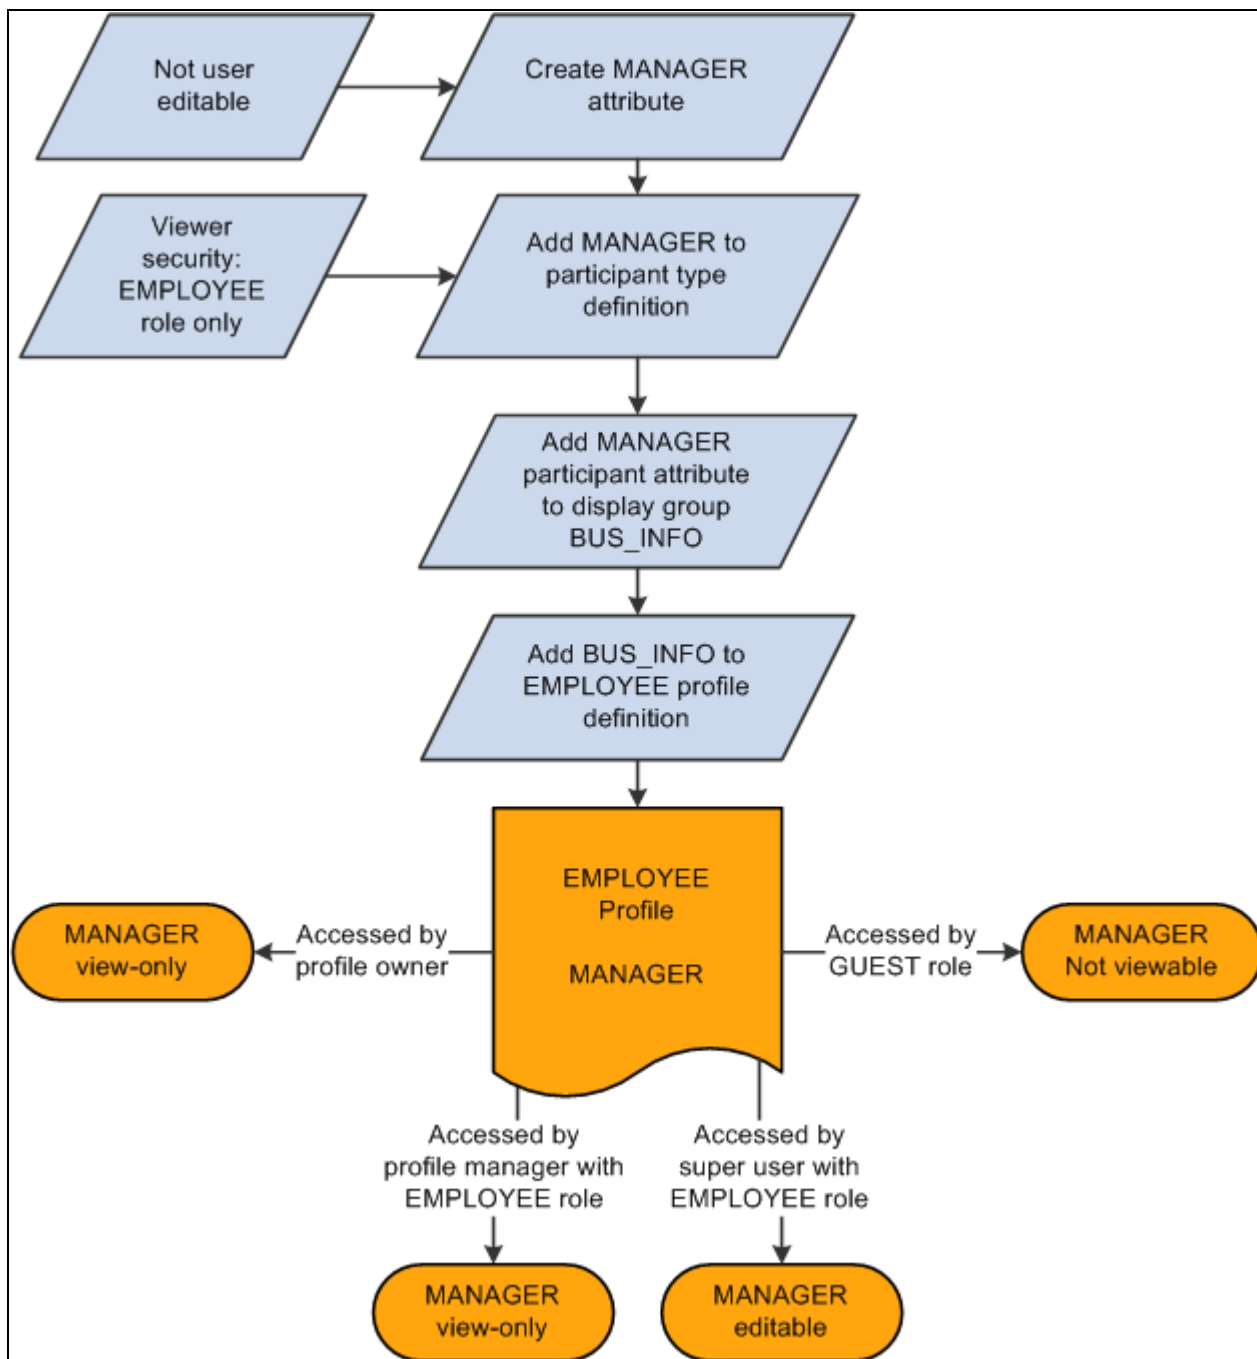 Not user
editable
Create MANAGER
attribute
Viewer
security:
EMPLOYEE
role only
Add MANAGER to
participant type
definition
Add MANAGER
participant attribute
to display group
BUS_INFO
Add BUS_INFO to
EMPLOYEE profile
definition
EMPLOYEE
Profile
MANAGER
MANAGER
view-only
Accessed by
profile owner
Accessed by
GUEST role
MANAGER
Not viewable
Accessed by
profile manager with
EMPLOYEE role
Accessed by
super user with
EMPLOYEE role
MANAGER
view-only
MANAGER
editable